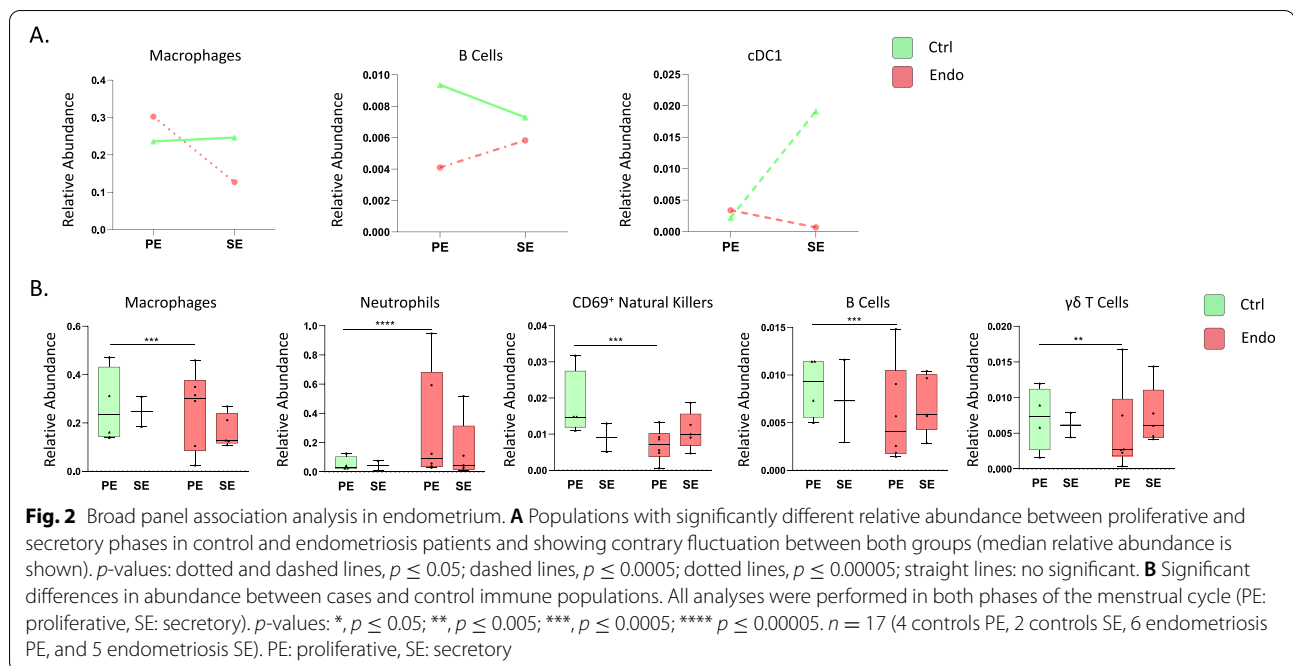 A.
Macrophages
B Cells
cDC1
Ctrl
Endo
Relative Abundance
0.4
0.3
0.2
0.1
0.0
PE SE
Relative Abundance
0.010
0.008
0.006
0.004
0.002
0.000
PE SE
Relative Abundance
0.025
0.020
0.015
0.010
0.005
0.000
PE SE
B.
Macrophages
Neutrophils
CD69⁺ Natural Killers
B Cells
γδ T Cells
Ctrl
Endo
Relative Abundance
0.6
0.4
0.2
0.0
***
PE SE PE SE
Relative Abundance
1.0
0.8
0.6
0.4
0.2
0.0
****
PE SE PE SE
Relative Abundance
0.04
0.03
0.02
0.01
0.00
***
PE SE PE SE
Relative Abundance
0.015
0.010
0.005
0.000
***
PE SE PE SE
Relative Abundance
0.020
0.015
0.010
0.005
0.000
**
PE SE PE SE
Fig. 2 Broad panel association analysis in endometrium. A Populations with significantly different relative abundance between proliferative and
secretory phases in control and endometriosis patients and showing contrary fluctuation between both groups (median relative abundance is
shown). p-values: dotted and dashed lines, p ≤ 0.05; dashed lines, p ≤ 0.0005; dotted lines, p ≤ 0.00005; straight lines: no significant. B Significant
differences in abundance between cases and control immune populations. All analyses were performed in both phases of the menstrual cycle (PE:
proliferative, SE: secretory). p-values: *, p ≤ 0.05; **, p ≤ 0.005; ***, p ≤ 0.0005; **** p ≤ 0.00005. n = 17 (4 controls PE, 2 controls SE, 6 endometriosis
PE, and 5 endometriosis SE). PE: proliferative, SE: secretory